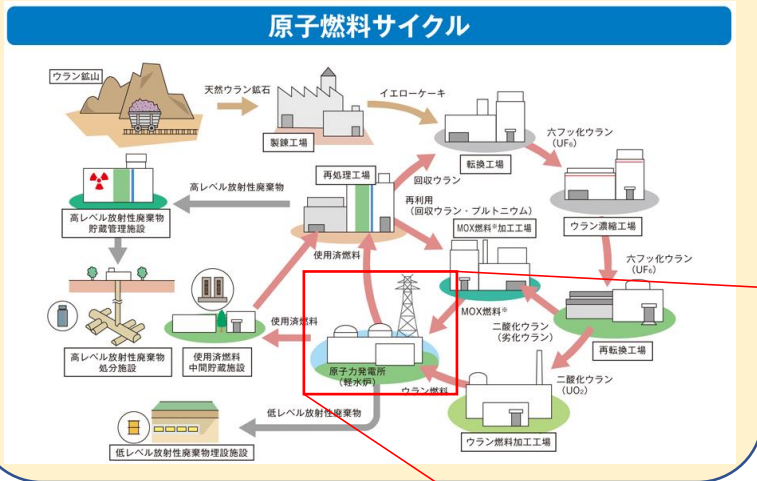 原子燃料サイクル
ウラン鉱山
天然ウラン鉱石
製錬工場
イエローケーキ
転換工場
六フッ化ウラン
(UF₆)
ウラン濃縮工場
再処理工場
回収ウラン
再利用
(回収ウラン・プルトニウム)
MOX燃料※加工工場
高レベル放射性廃棄物
高レベル放射性廃棄物
貯蔵管理施設
使用済燃料
六フッ化ウラン
(UF₆)
再転換工場
MOX燃料※
二酸化ウラン
(劣化ウラン)
高レベル放射性廃棄物
処分施設
使用済燃料
中間貯蔵施設
使用済燃料
原子力発電所
(軽水炉)
ウラン燃料
二酸化ウラン
(UO₂)
ウラン燃料加工工場
低レベル放射性廃棄物
低レベル放射性廃棄物埋設施設